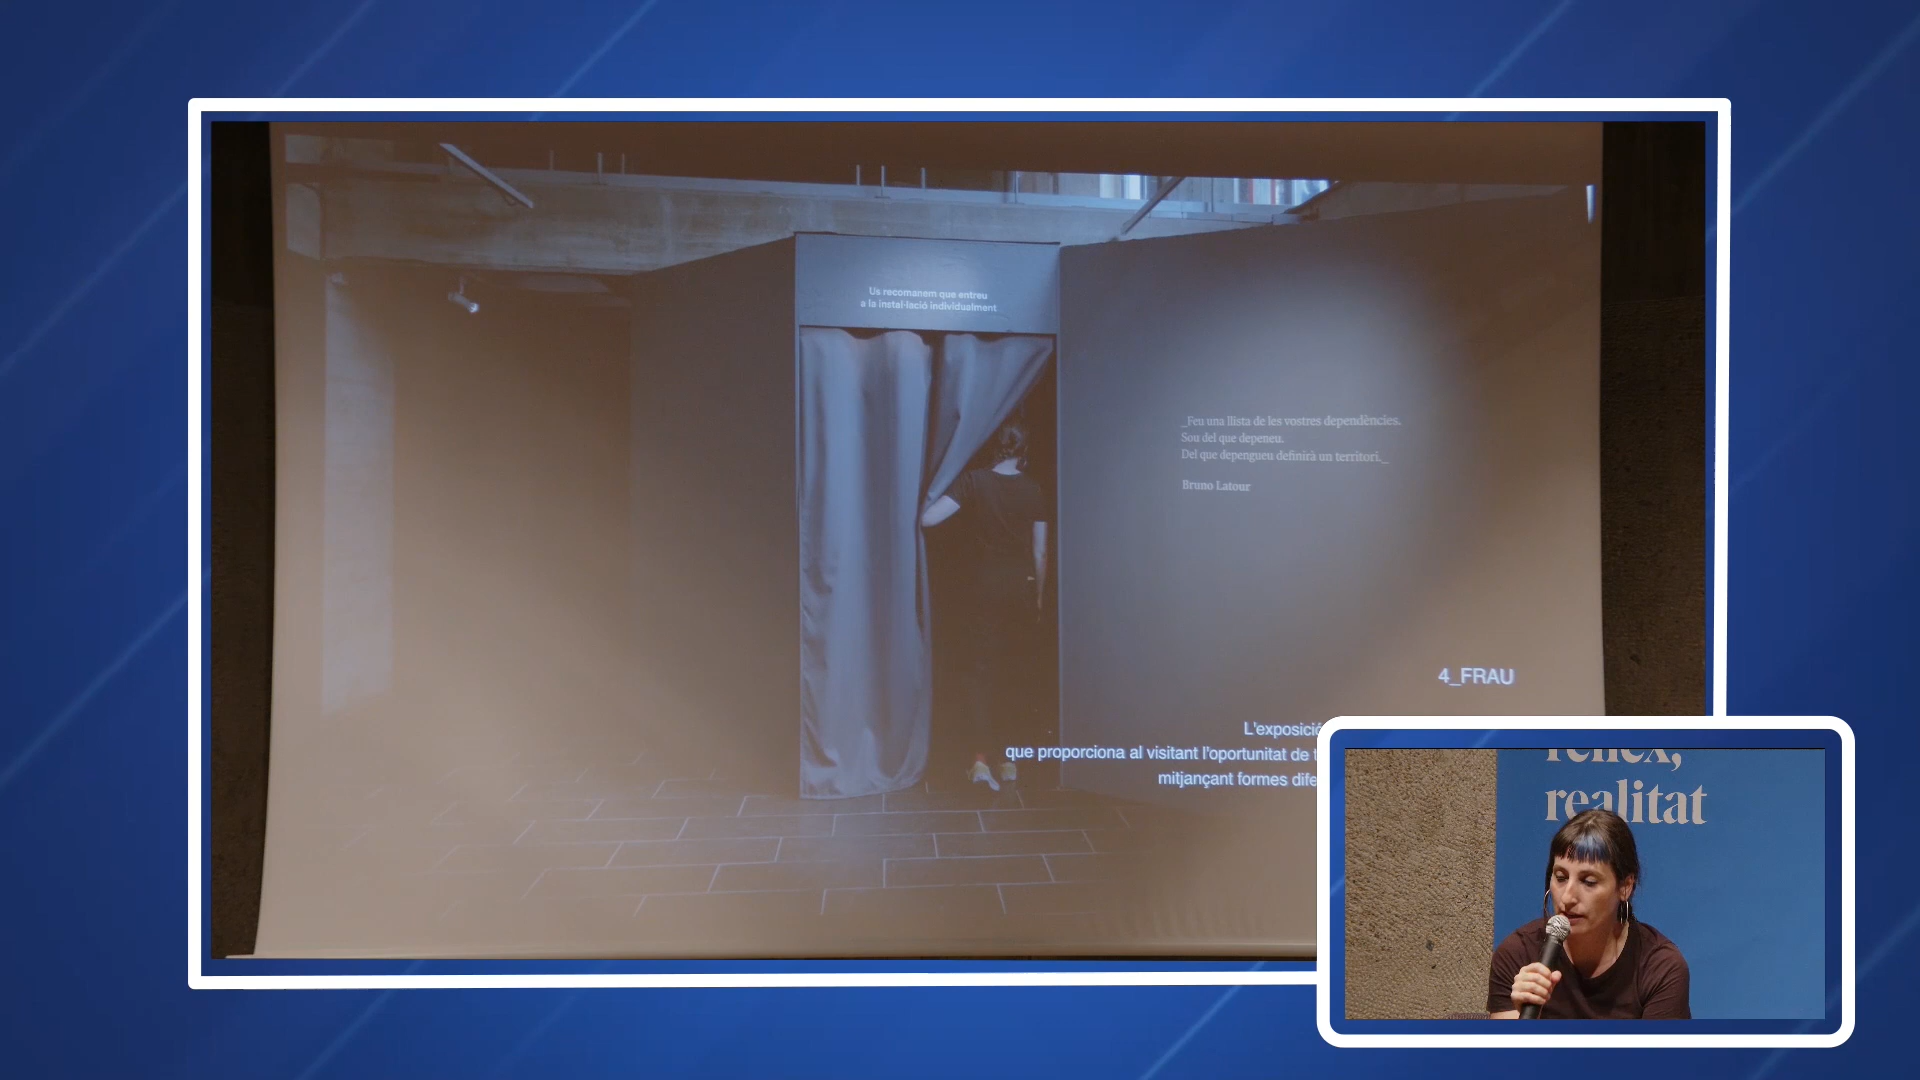 Us recomanem que entreu
a la instal·lació individualment
_Feu una llista de les vostres dependències.
Sou del que depeneu.
Del que depengueu definirà un territori._
Bruno Latour
4_FRAU
L'exposició
que proporciona al visitant l'oportunitat de
mitjançant formes
reflex,
realitat